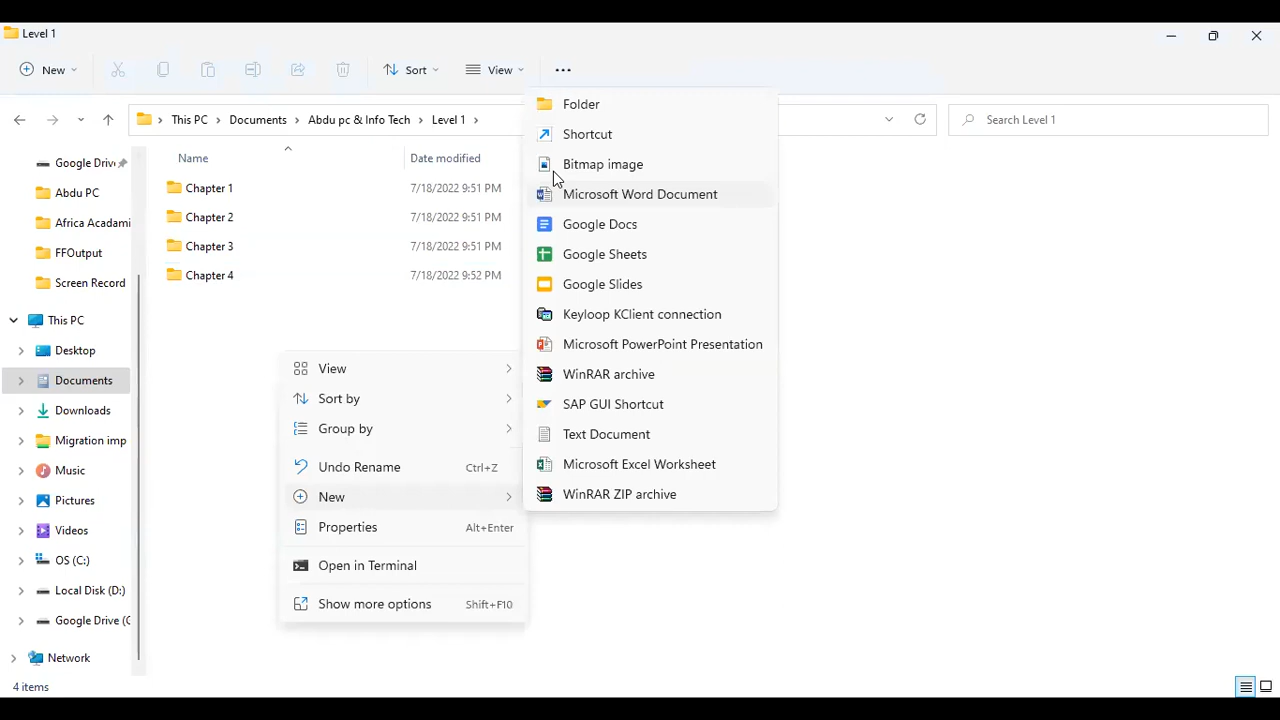 Level 1
New
Sort
View
This PC
Documents
Abdu pc & Info Tech
Level 1
Search Level 1
Name
Date modified
Chapter 1
7/18/2022 9:51 PM
Chapter 2
7/18/2022 9:51 PM
Chapter 3
7/18/2022 9:51 PM
Chapter 4
7/18/2022 9:52 PM
Google Driv
Abdu PC
Africa Acadami
FFOutput
Screen Record
This PC
Desktop
Documents
Downloads
Migration imp
Music
Pictures
Videos
OS (C:)
Local Disk (D:)
Google Drive (G
Network
View
Sort by
Group by
Undo Rename Ctrl+Z
New
Properties Alt+Enter
Open in Terminal
Show more options Shift+F10
Folder
Shortcut
Bitmap image
Microsoft Word Document
Google Docs
Google Sheets
Google Slides
Keyloop KClient connection
Microsoft PowerPoint Presentation
WinRAR archive
SAP GUI Shortcut
Text Document
Microsoft Excel Worksheet
WinRAR ZIP archive
4 items